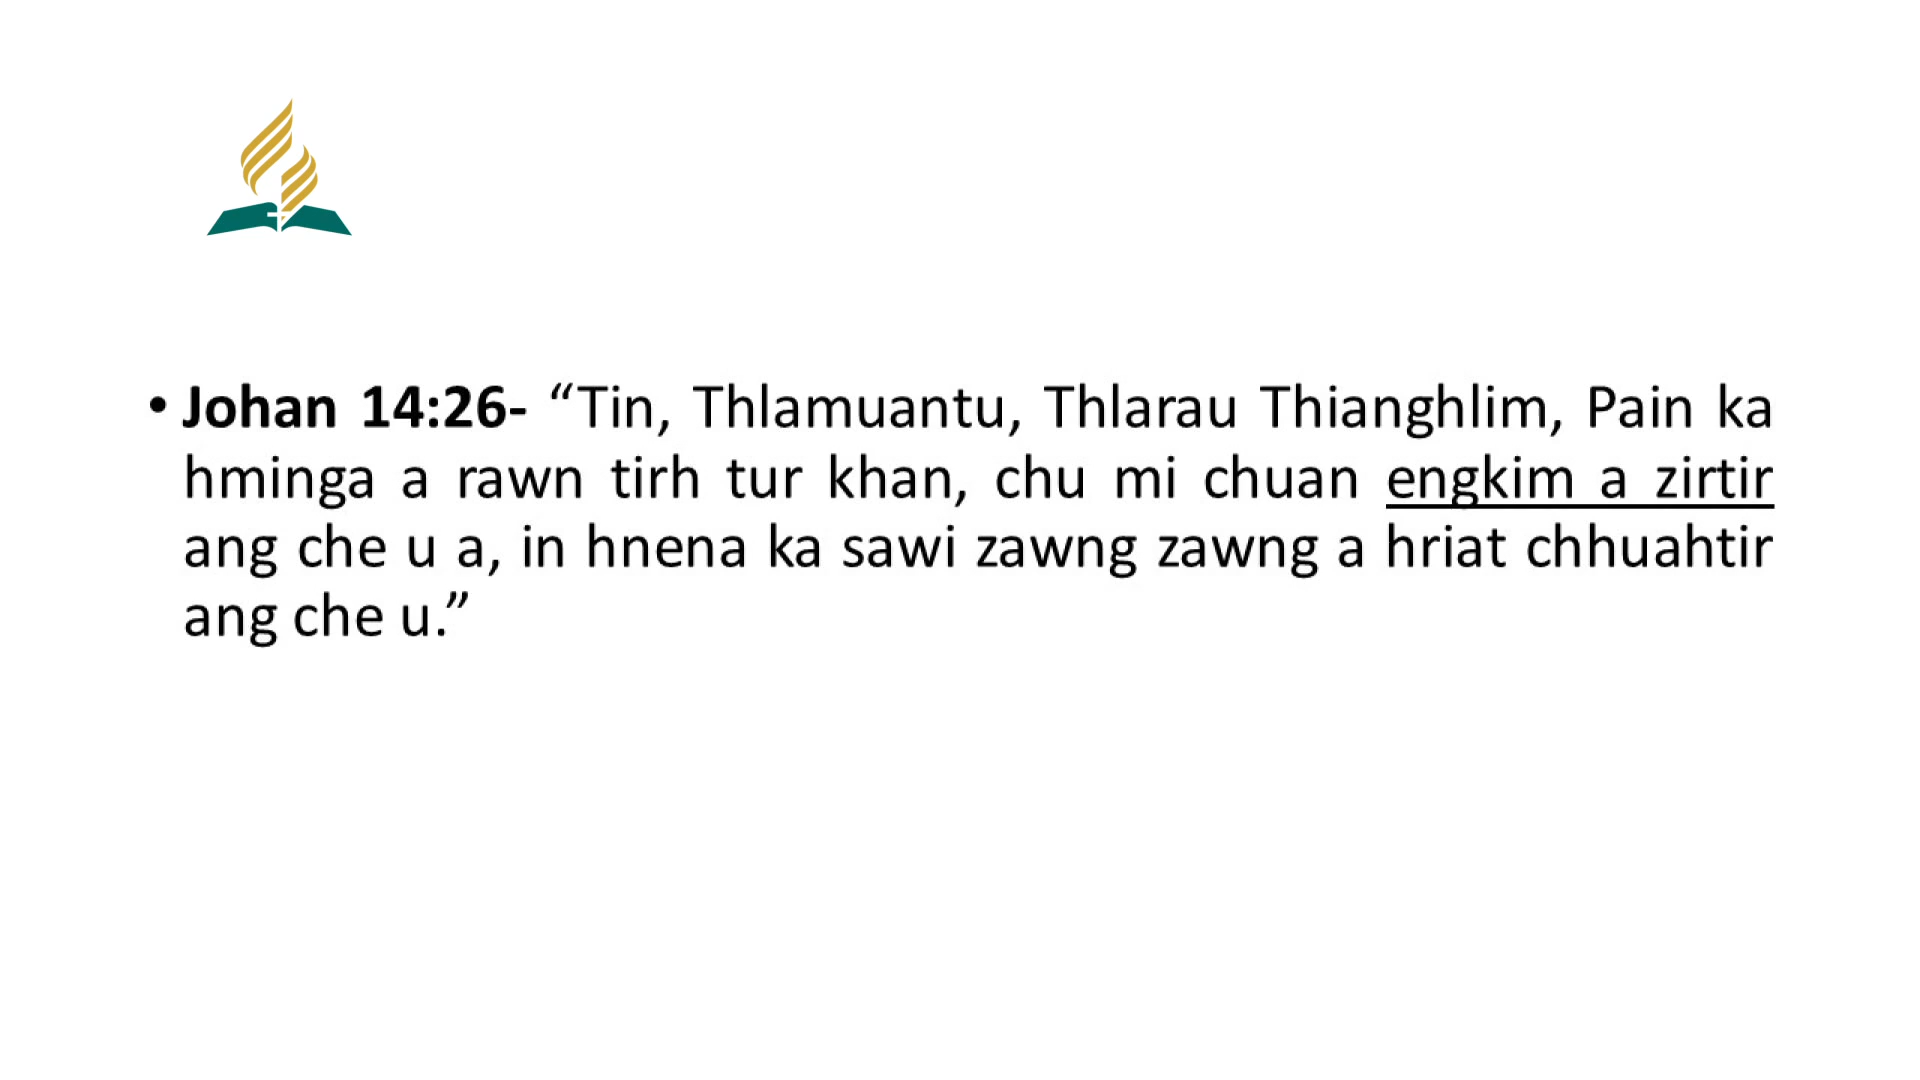 • Johan 14:26- “Tin, Thlamuantu, Thlarau Thianghlim, Pain ka
hminga a rawn tirh tur khan, chu mi chuan engkim a zirtir
ang che u a, in hnena ka sawi zawng zawng a hriat chhuahtir
ang che u.”